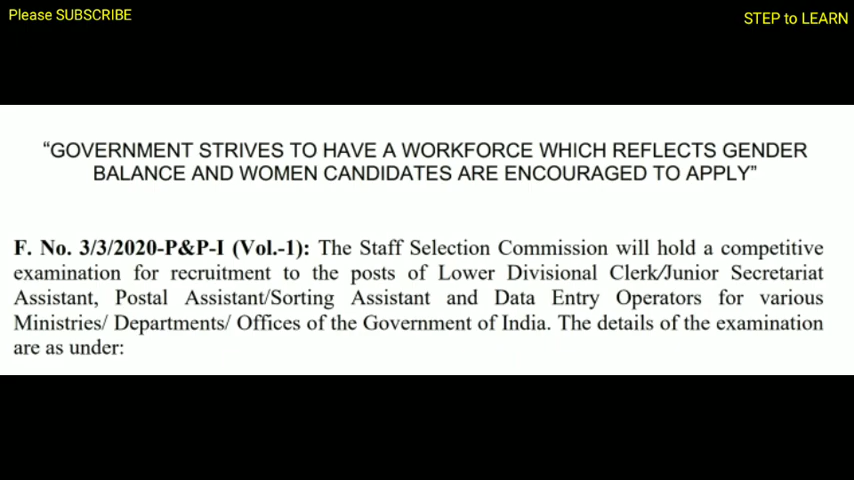 Please SUBSCRIBE
STEP to LEARN
“GOVERNMENT STRIVES TO HAVE A WORKFORCE WHICH REFLECTS GENDER
BALANCE AND WOMEN CANDIDATES ARE ENCOURAGED TO APPLY”
F. No. 3/3/2020-P&P-I (Vol.-1): The Staff Selection Commission will hold a competitive
examination for recruitment to the posts of Lower Divisional Clerk/Junior Secretariat
Assistant, Postal Assistant/Sorting Assistant and Data Entry Operators for various
Ministries/ Departments/ Offices of the Government of India. The details of the examination
are as under: